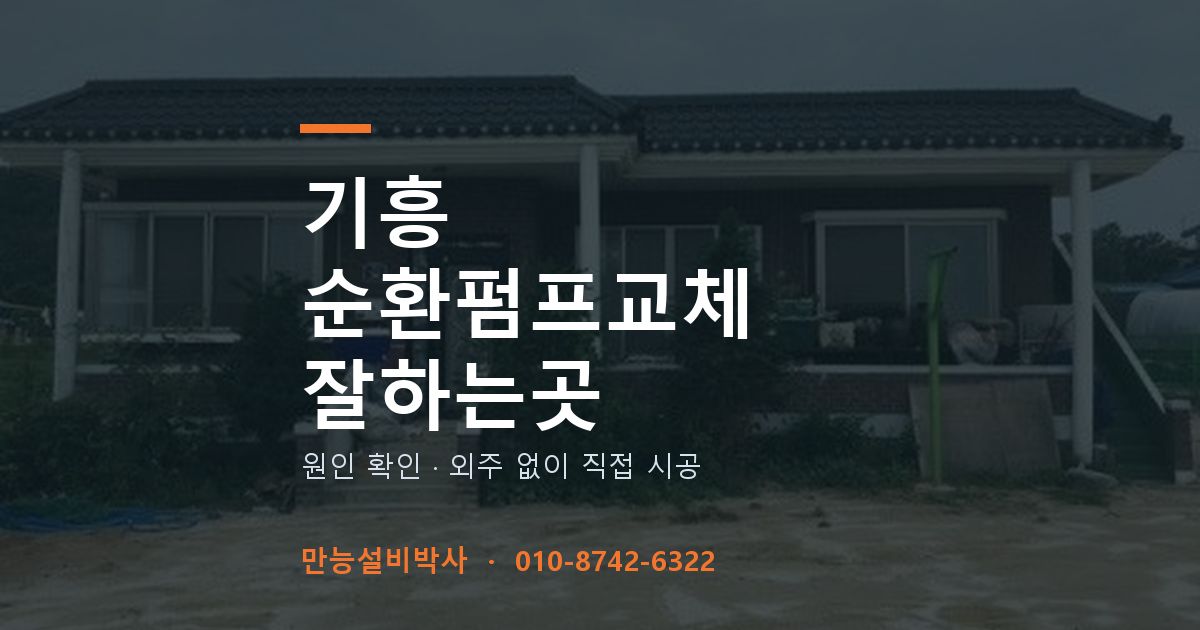 기흥
순환펌프교체
잘하는곳
원인 확인 · 외주 없이 직접 시공
만능설비박사 · 010-8742-6322